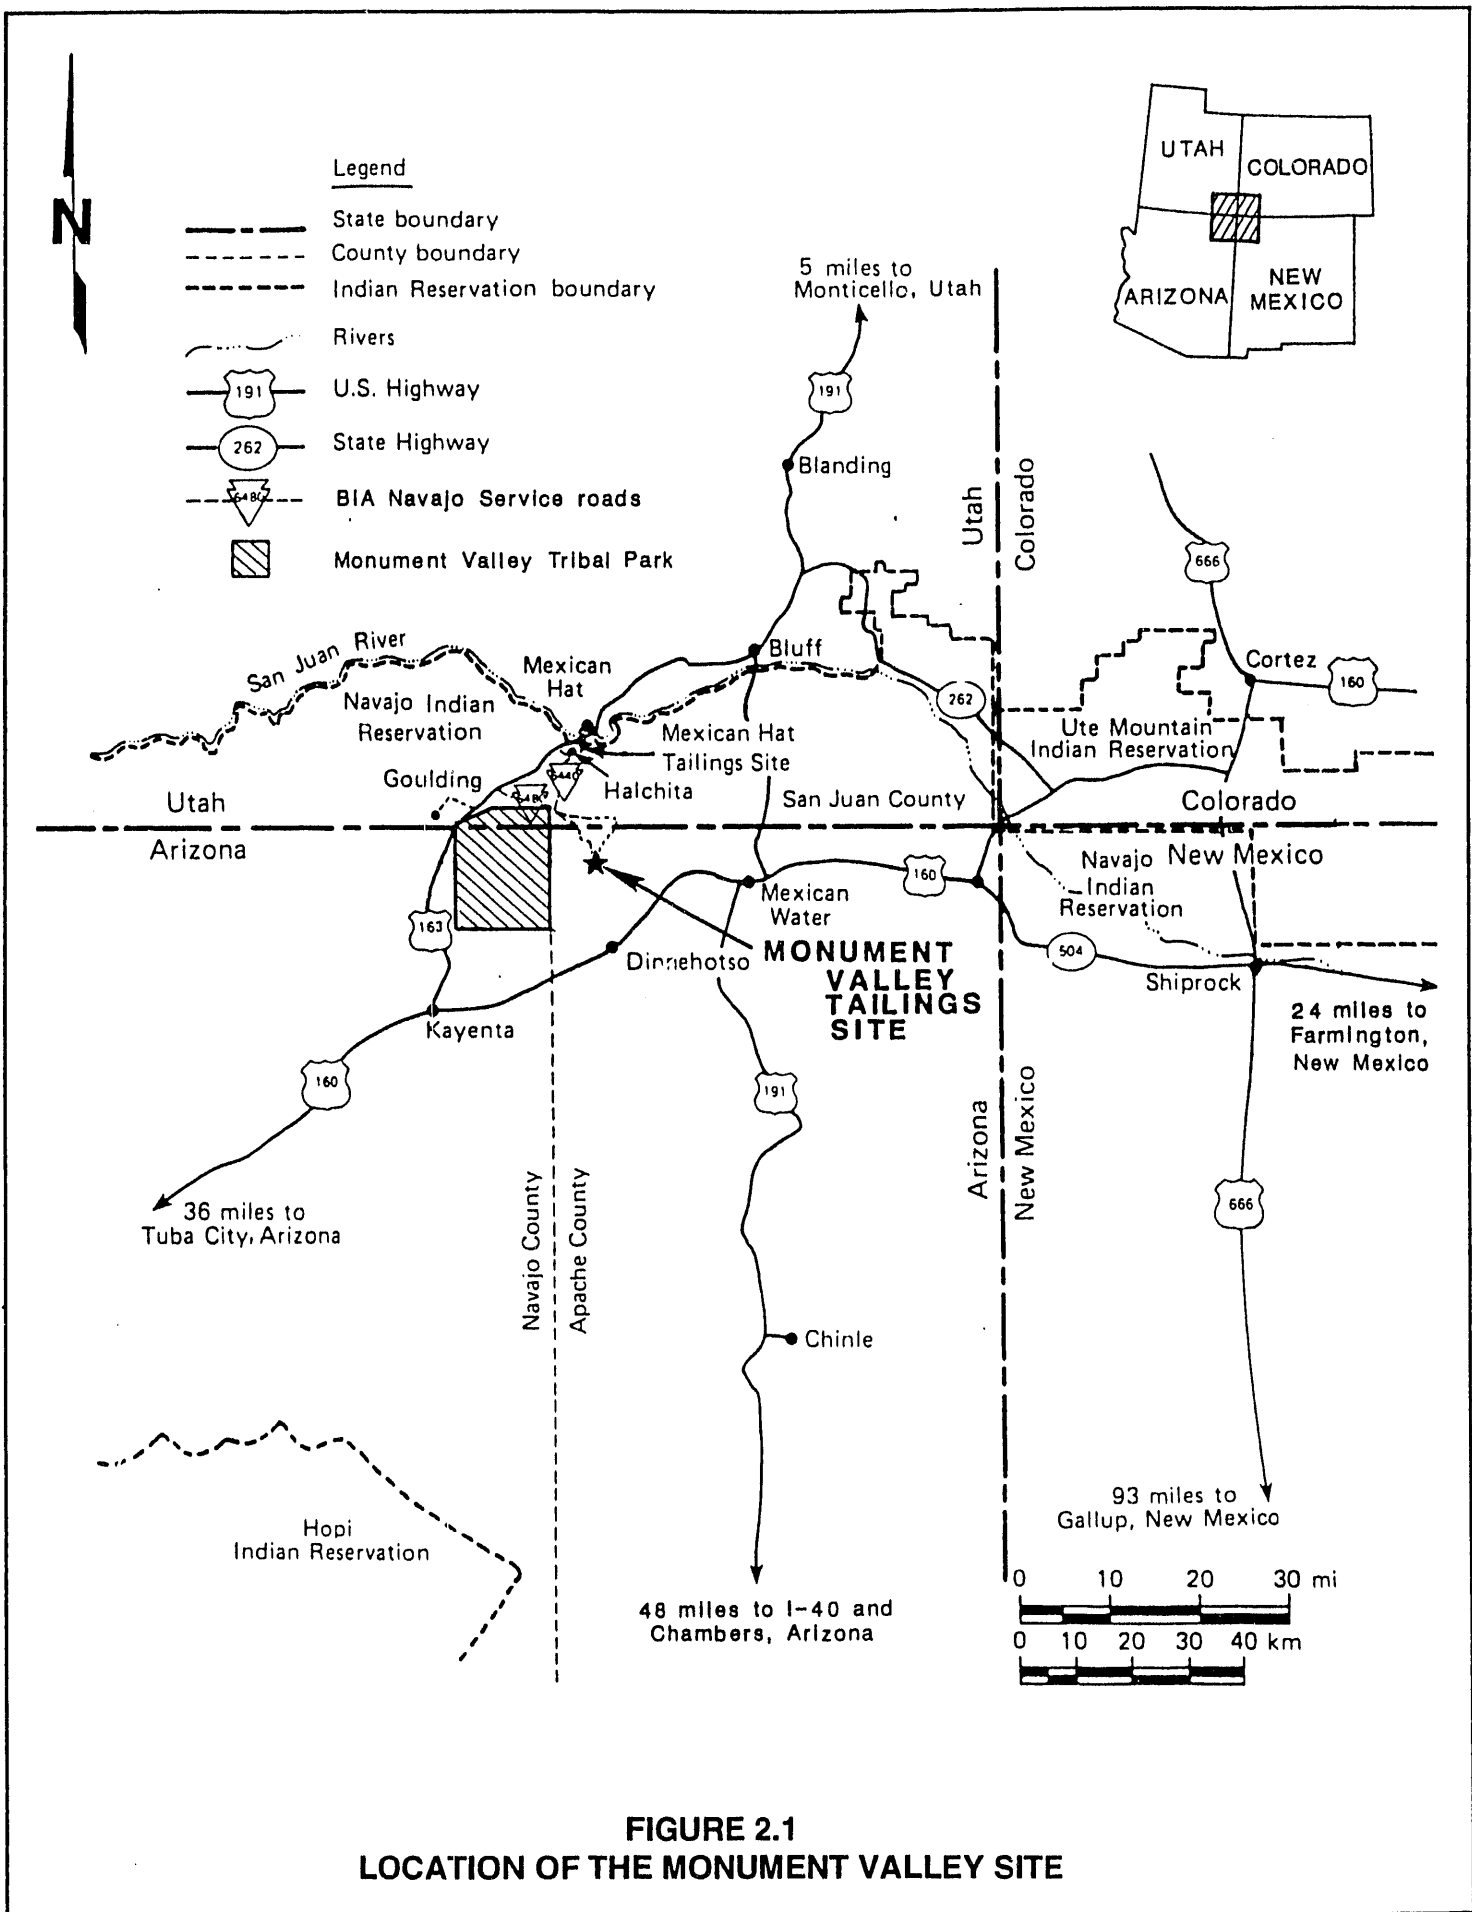 N
Legend
State boundary
County boundary
Indian Reservation boundary
Rivers
191
U.S. Highway
262
State Highway
BIA Navajo Service roads
Monument Valley Tribal Park
UTAH
COLORADO
ARIZONA
NEW
MEXICO
5 miles to
Monticello, Utah
191
Blanding
Utah
Colorado
666
San Juan River
Mexican
Hat
Bluff
Cortez
160
Navajo Indian
Reservation
262
Ute Mountain
Indian Reservation
Mexican Hat
Tailings Site
Goulding
Halchita
Utah
San Juan County
Colorado
Arizona
New Mexico
Navajo
Indian
Reservation
160
Mexican
Water
163
MONUMENT
VALLEY
TAILINGS
SITE
504
Dinnehotso
Shiprock
Kayenta
24 miles to
Farmington,
New Mexico
160
191
Arizona
New Mexico
666
36 miles to
Tuba City, Arizona
Navajo County
Apache County
Chinle
93 miles to
Gallup, New Mexico
Hopi
Indian Reservation
48 miles to I-40 and
Chambers, Arizona
0 10 20 30 mi
0 10 20 30 40 km
FIGURE 2.1
LOCATION OF THE MONUMENT VALLEY SITE